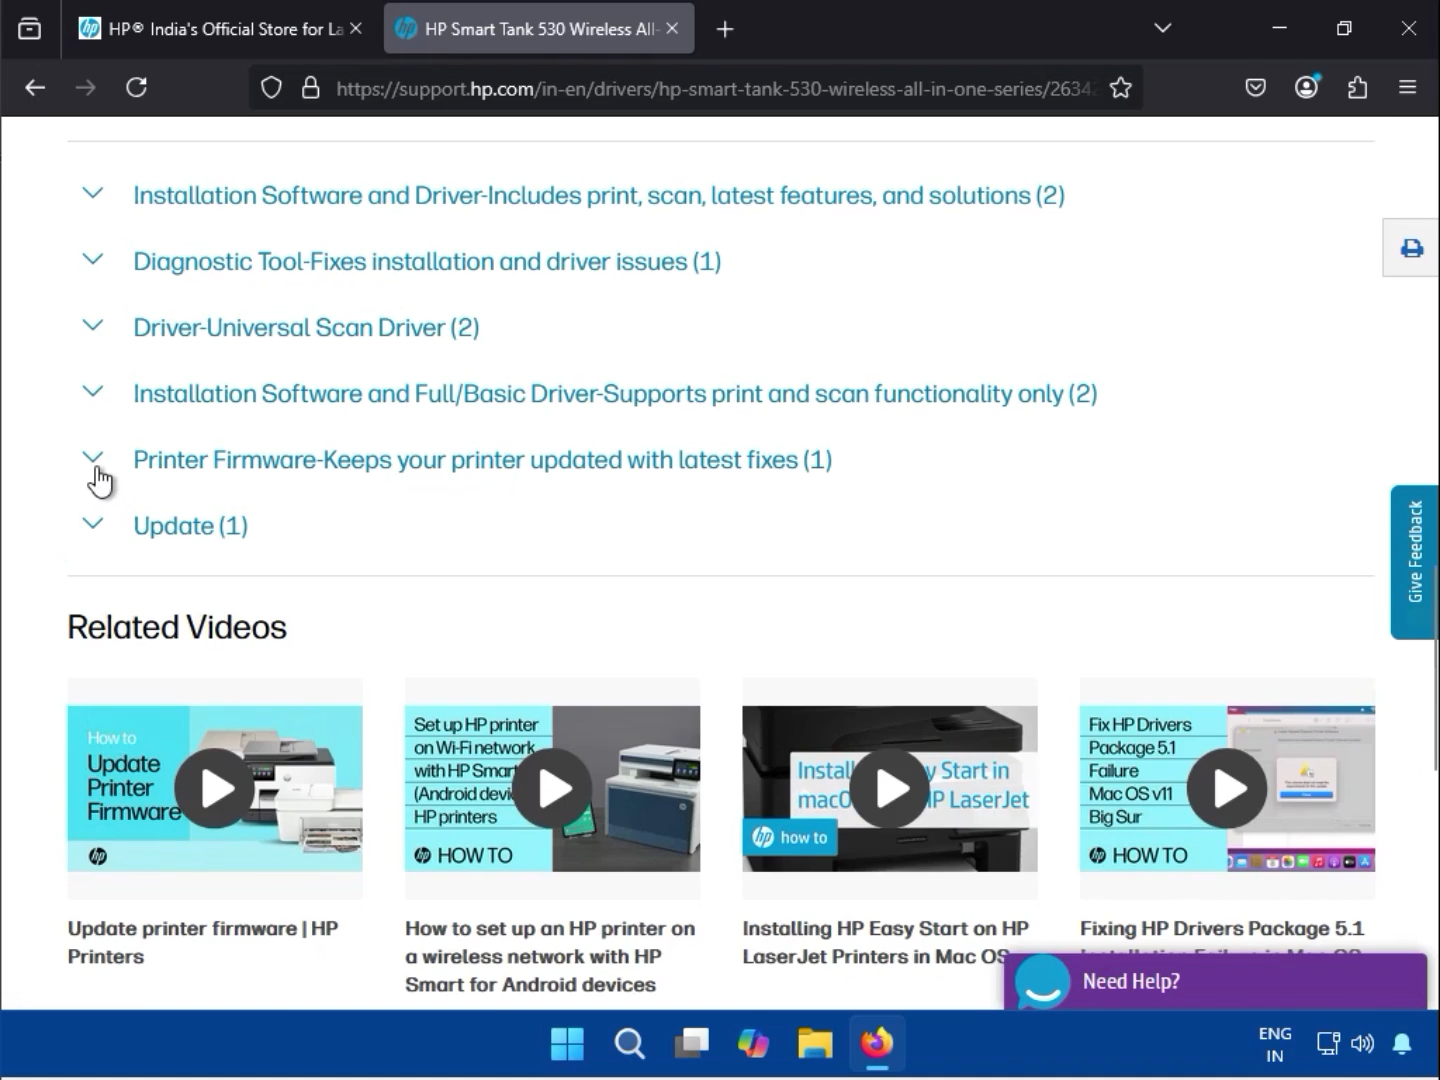 HP® India's Official Store for La
HP Smart Tank 530 Wireless All-
https://support.hp.com/in-en/drivers/hp-smart-tank-530-wireless-all-in-one-series/2634
Installation Software and Driver-Includes print, scan, latest features, and solutions (2)
Diagnostic Tool-Fixes installation and driver issues (1)
Driver-Universal Scan Driver (2)
Installation Software and Full/Basic Driver-Supports print and scan functionality only (2)
Printer Firmware-Keeps your printer updated with latest fixes (1)
Update (1)
Give Feedback
Related Videos
How to
Update
Printer
Firmware
hp
Set up HP printer
on Wi-Fi network
with HP Smart
(Android devi
HP printers
hp HOW TO
Install y Start in
macO HP LaserJet
hp how to
Fix HP Drivers
Package 5.1
Failure
Mac OS v11
Big Sur
hp HOW TO
Update printer firmware | HP
Printers
How to set up an HP printer on
a wireless network with HP
Smart for Android devices
Installing HP Easy Start on HP
LaserJet Printers in Mac OS
Fixing HP Drivers Package 5.1
Need Help?
ENG
IN